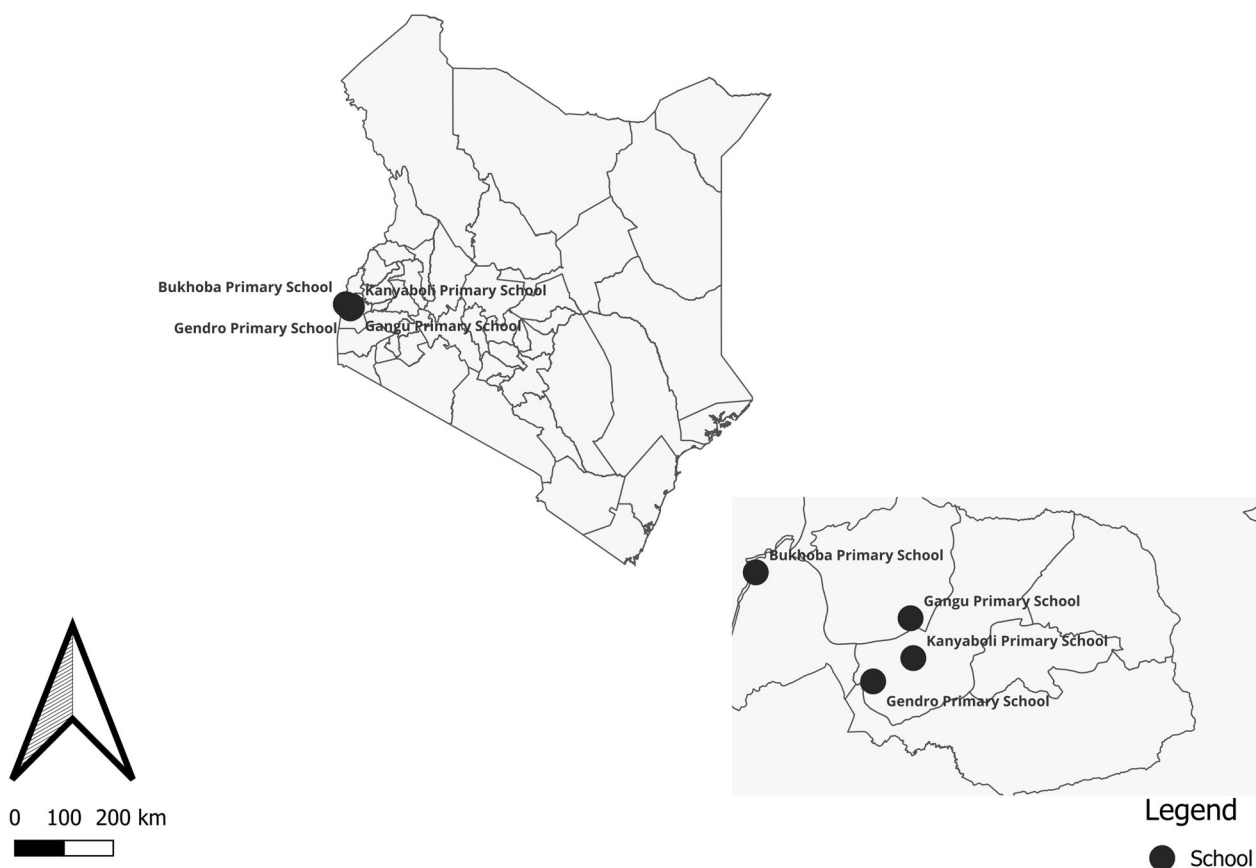 Bukhoba Primary School
Kanyaboli Primary School
Gendro Primary School
Gangu Primary School
Bukhoba Primary School
Gangu Primary School
Kanyaboli Primary School
Gendro Primary School
0 100 200 km
Legend
School